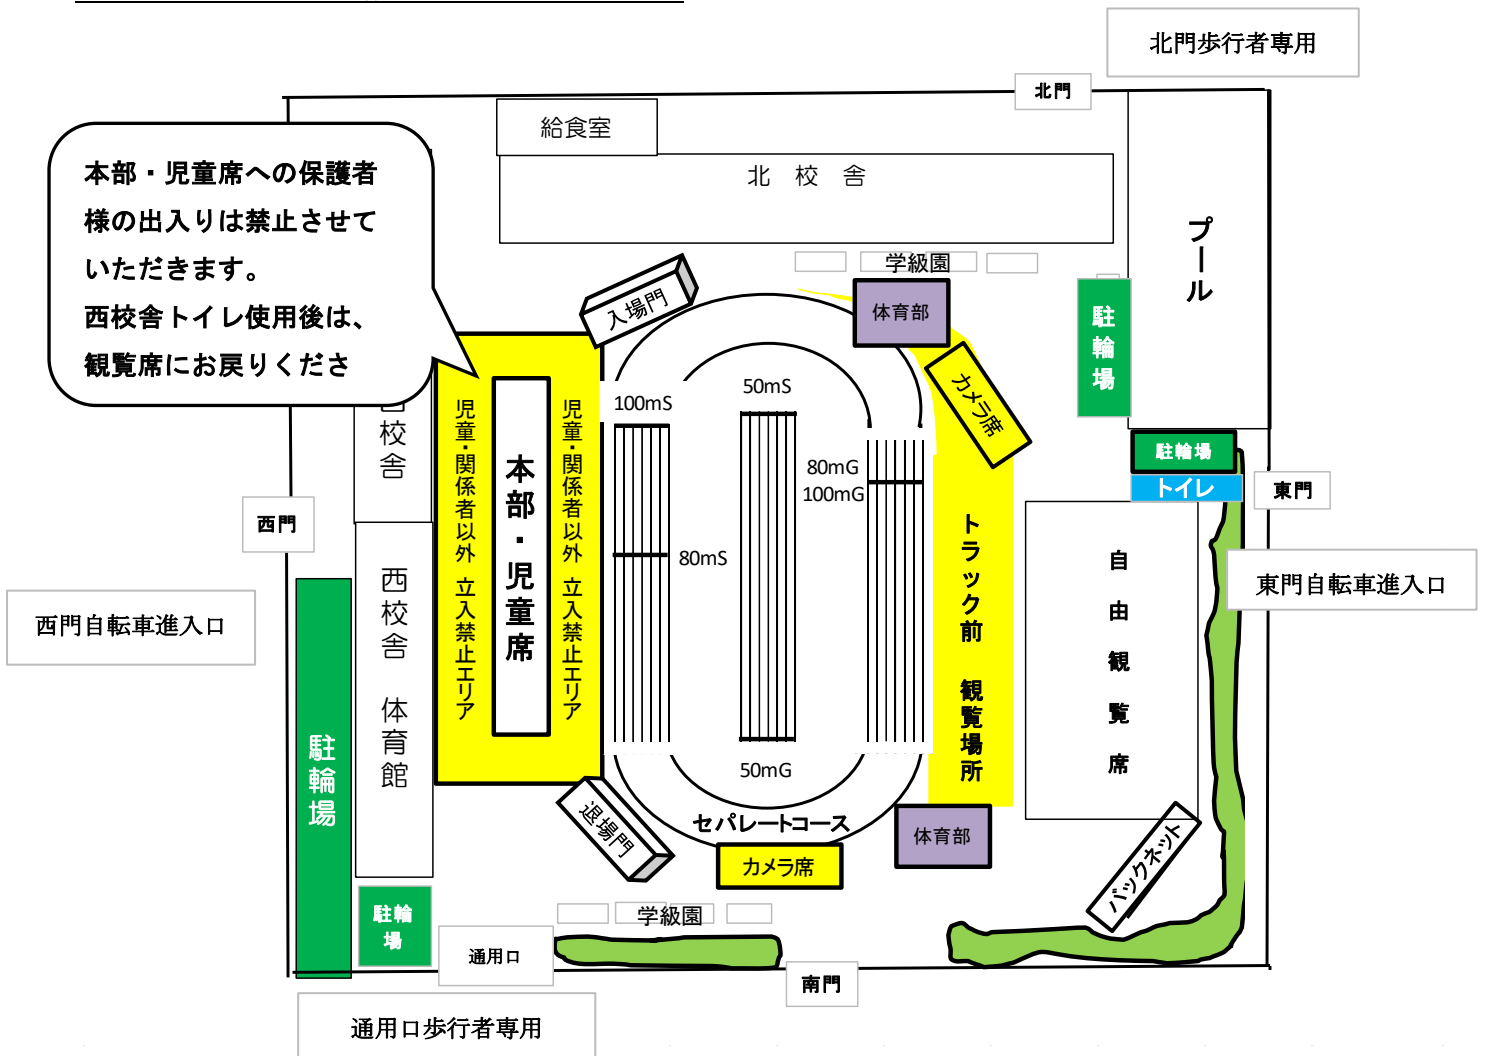 北門歩行者専用
北門
給食室
北 校 舎
本部・児童席への保護者
様の出入りは禁止させて
いただきます。
西校舎トイレ使用後は、
観覧席にお戻りくださ
プール
学級園
体育部
入場門
駐輪場
カメラ席
100mS
50mS
児童・関係者以外 立入禁止エリア
本部・児童席
児童・関係者以外 立入禁止エリア
校舎
80mG
100mG
駐輪場
トイレ
東門
西門
80mS
トラック前 観覧場所
自由観覧席
東門自転車進入口
西門自転車進入口
西校舎 体育館
駐輪場
50mG
セパレートコース
退場門
体育部
カメラ席
バックネット
駐輪
場
学級園
通用口
南門
通用口歩行者専用